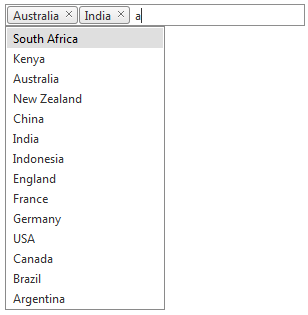 Australia × India × a
South Africa
Kenya
Australia
New Zealand
China
India
Indonesia
England
France
Germany
USA
Canada
Brazil
Argentina